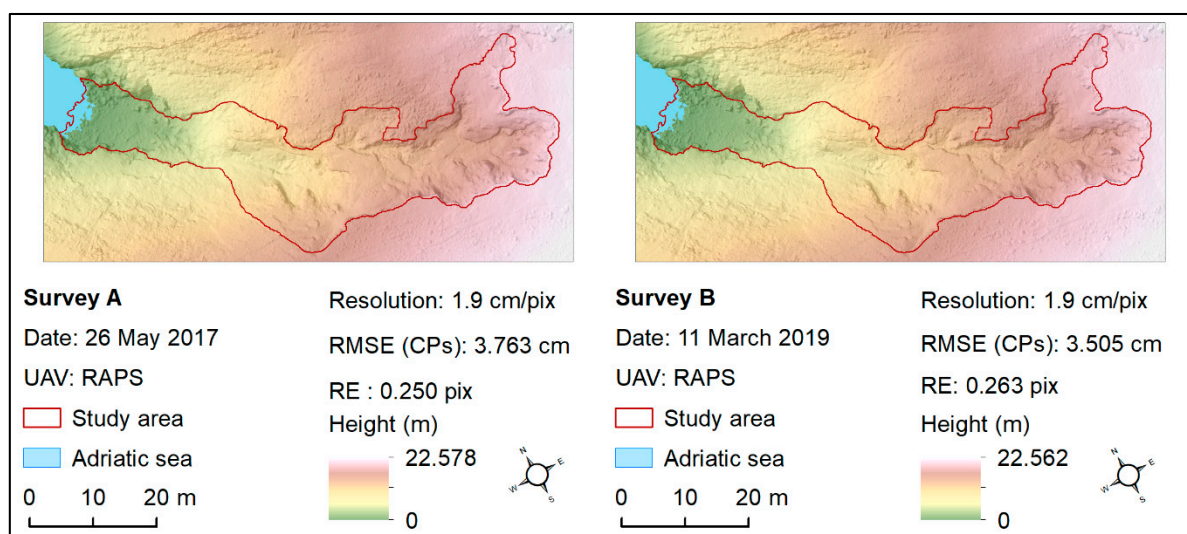 Survey A
Date: 26 May 2017
UAV: RAPS
Study area
Adriatic sea
0 10 20 m
Resolution: 1.9 cm/pix
RMSE (CPs): 3.763 cm
RE : 0.250 pix
Height (m)
22.578
0
N
E
W
S
Survey B
Date: 11 March 2019
UAV: RAPS
Study area
Adriatic sea
0 10 20 m
Resolution: 1.9 cm/pix
RMSE (CPs): 3.505 cm
RE: 0.263 pix
Height (m)
22.562
0
N
E
W
S